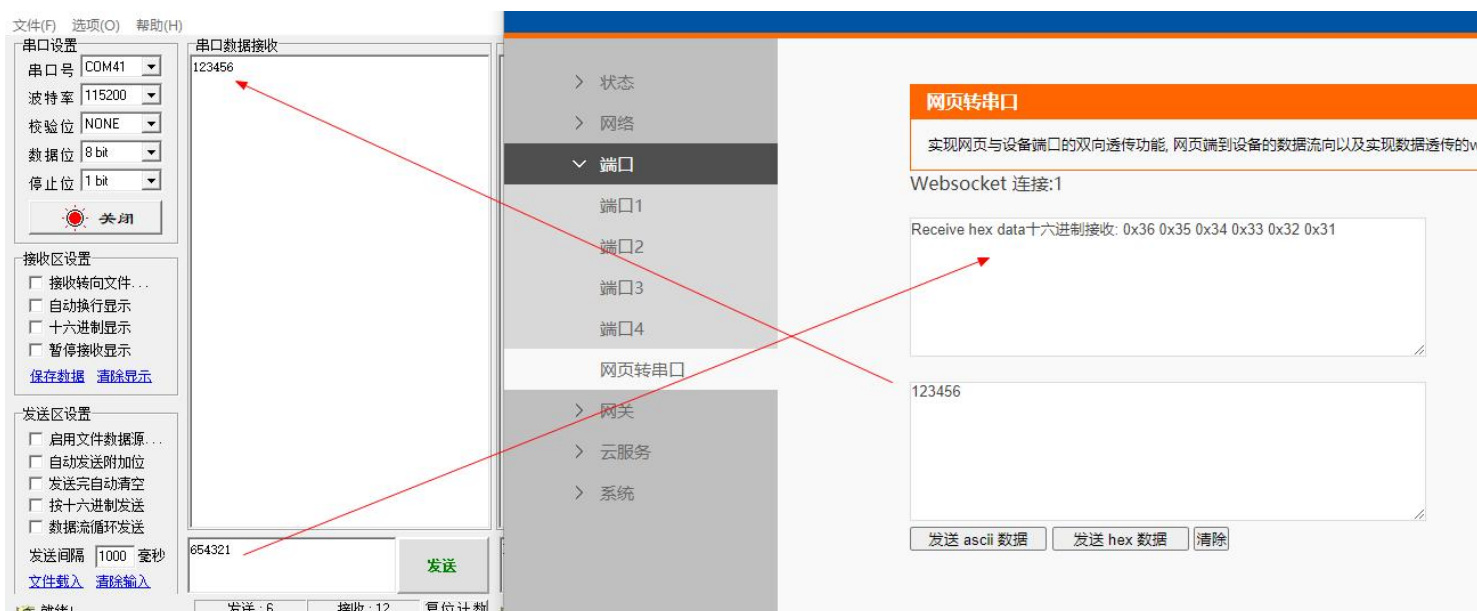 文件(F) 选项(O) 帮助(H)
串口设置
串口号 COM41
波特率 115200
校验位 NONE
数据位 8 bit
停止位 1 bit
关闭
接收区设置
接收转向文件...
自动换行显示
十六进制显示
暂停接收显示
保存数据 清除显示
发送区设置
启用文件数据源...
自动发送附加位
发送完自动清空
按十六进制发送
数据流循环发送
发送间隔 1000 毫秒
文件载入 清除输入
就绪!
串口数据接收
123456
654321
发送
发送 : 6 接收 : 12 复位计数
状态
网络
端口
端口1
端口2
端口3
端口4
网页转串口
网关
云服务
系统
网页转串口
实现网页与设备端口的双向透传功能, 网页端到设备的数据流向以及实现数据透传的w
Websocket 连接:1
Receive hex data十六进制接收: 0x36 0x35 0x34 0x33 0x32 0x31
123456
发送 ascii 数据 发送 hex 数据 清除